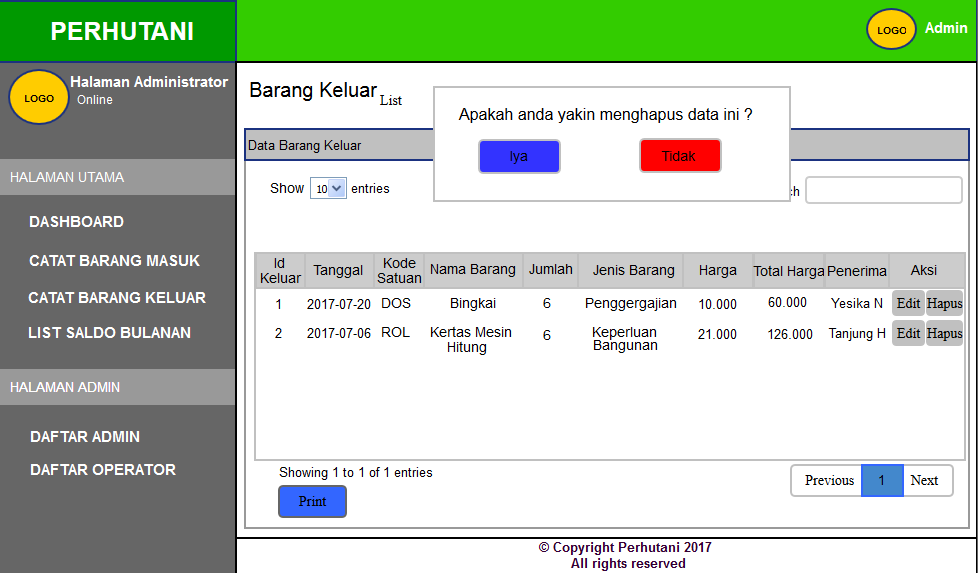 PERHUTANI
LOGO Admin
LOGO Halaman Administrator
Online
HALAMAN UTAMA
DASHBOARD
CATAT BARANG MASUK
CATAT BARANG KELUAR
LIST SALDO BULANAN
HALAMAN ADMIN
DAFTAR ADMIN
DAFTAR OPERATOR
Barang Keluar List
Apakah anda yakin menghapus data ini ?
Iya Tidak
Data Barang Keluar
Show 10 entries
Id Keluar Tanggal Kode Satuan Nama Barang Jumlah Jenis Barang Harga Total Harga Penerima Aksi
1 2017-07-20 DOS Bingkai 6 Penggergajian 10.000 60.000 Yesika N Edit Hapus
2 2017-07-06 ROL Kertas Mesin Hitung 6 Keperluan Bangunan 21.000 126.000 Tanjung H Edit Hapus
Showing 1 to 1 of 1 entries
Previous 1 Next
Print
© Copyright Perhutani 2017
All rights reserved